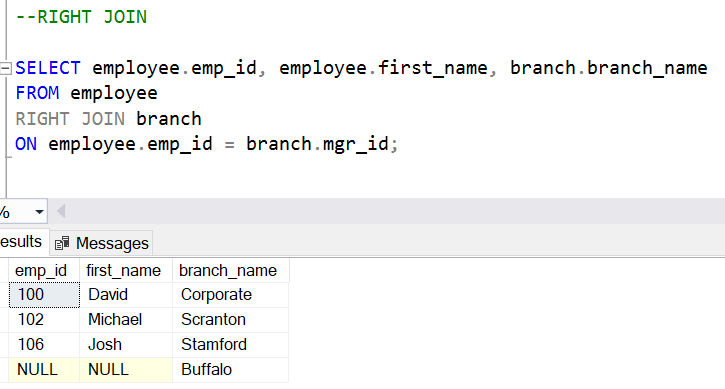 --RIGHT JOIN
SELECT employee.emp_id, employee.first_name, branch.branch_name
FROM employee
RIGHT JOIN branch
ON employee.emp_id = branch.mgr_id;
%
esults Messages
emp_id first_name branch_name
100 David Corporate
102 Michael Scranton
106 Josh Stamford
NULL NULL Buffalo